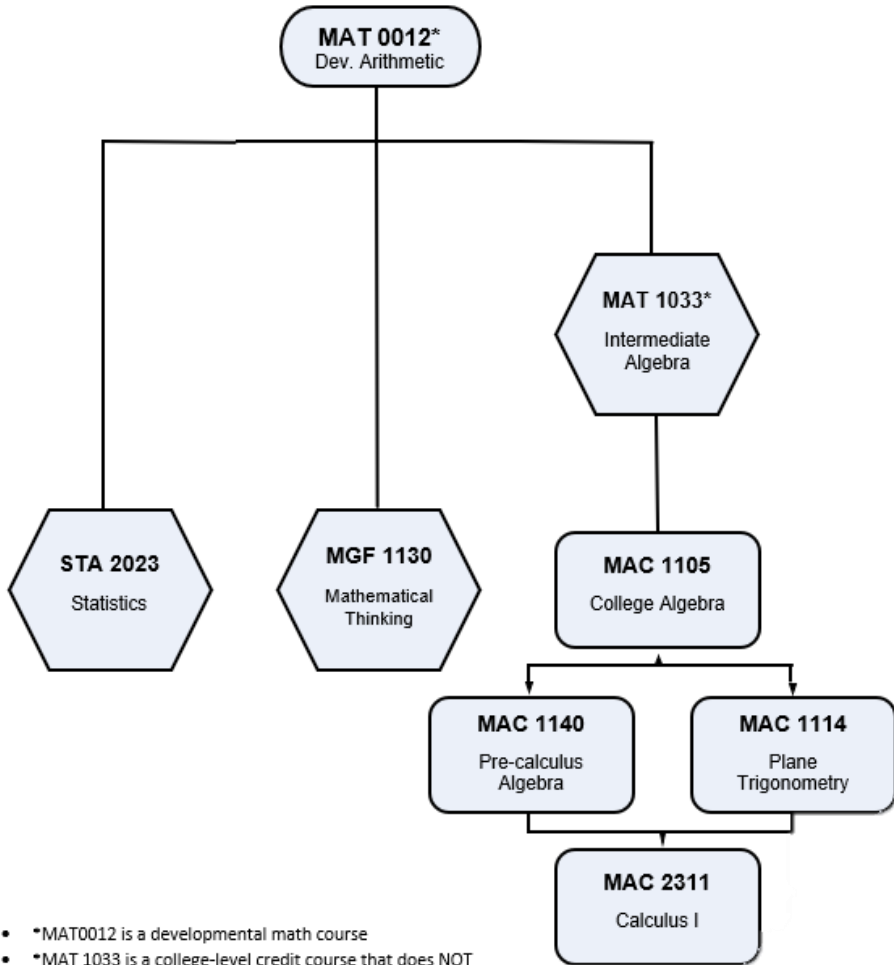 MAT 0012*
Dev. Arithmetic
MAT 1033*
Intermediate
Algebra
STA 2023
Statistics
MGF 1130
Mathematical
Thinking
MAC 1105
College Algebra
MAC 1140
Pre-calculus
Algebra
MAC 1114
Plane
Trigonometry
MAC 2311
Calculus I
• *MAT0012 is a developmental math course
• *MAT 1033 is a college-level credit course that does NOT